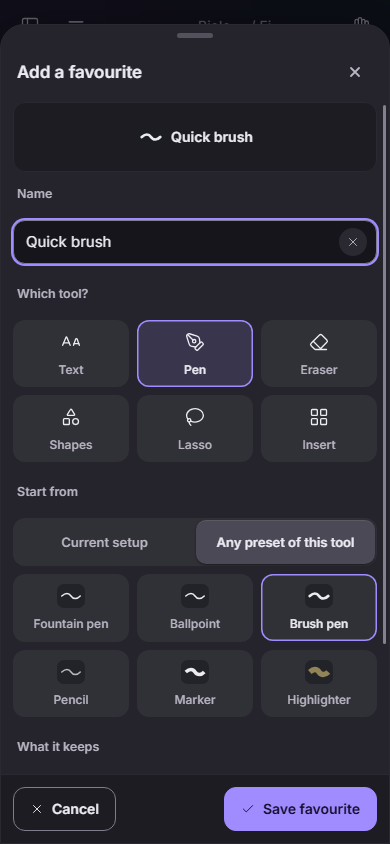 Add a favourite
Quick brush
Name
Quick brush
Which tool?
Text
Pen
Eraser
Shapes
Lasso
Insert
Start from
Current setup
Any preset of this tool
Fountain pen
Ballpoint
Brush pen
Pencil
Marker
Highlighter
What it keeps
Cancel
Save favourite